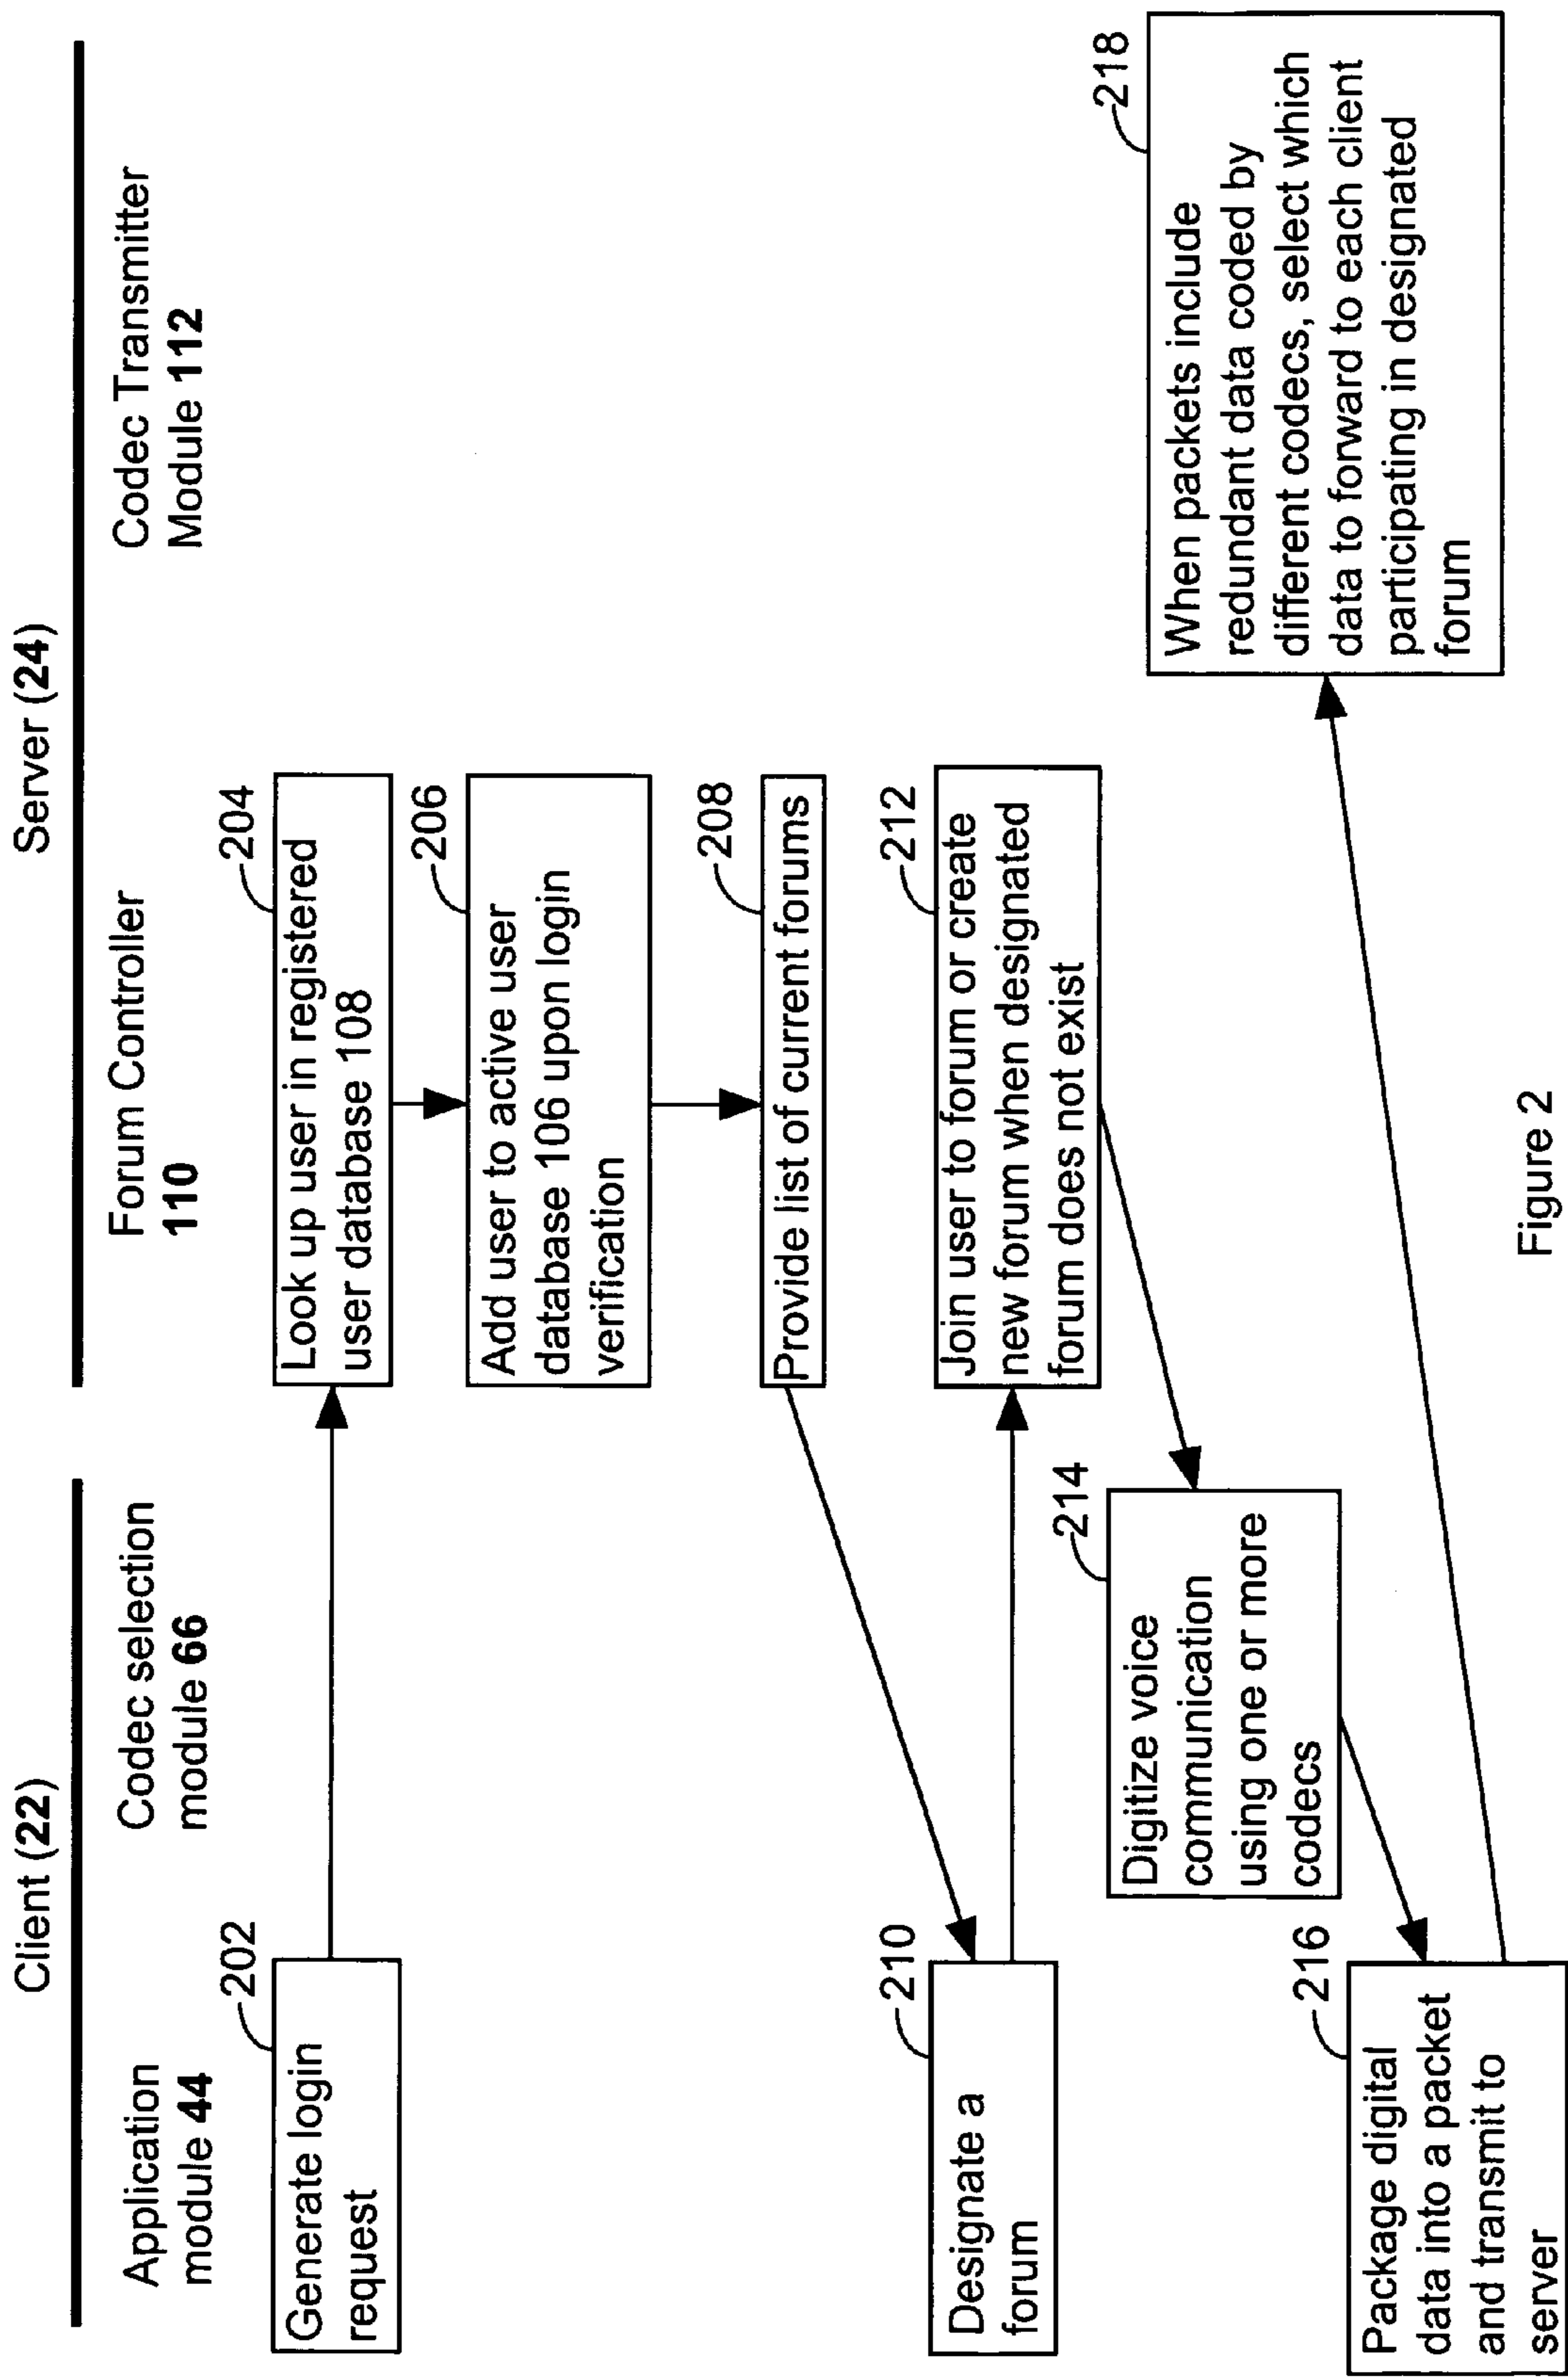 Client (22)
Server (24)
Application
module 44
Codec selection
module 66
Forum Controller
110
Codec Transmitter
Module 112
202
Generate login
request
204
Look up user in registered
user database 108
206
Add user to active user
database 106 upon login
verification
208
Provide list of current forums
210
Designate a
forum
212
Join user to forum or create
new forum when designated
forum does not exist
214
Digitize voice
communication
using one or more
codecs
216
Package digital
data into a packet
and transmit to
server
218
When packets include
redundant data coded by
different codecs, select which
data to forward to each client
participating in designated
forum
Figure 2